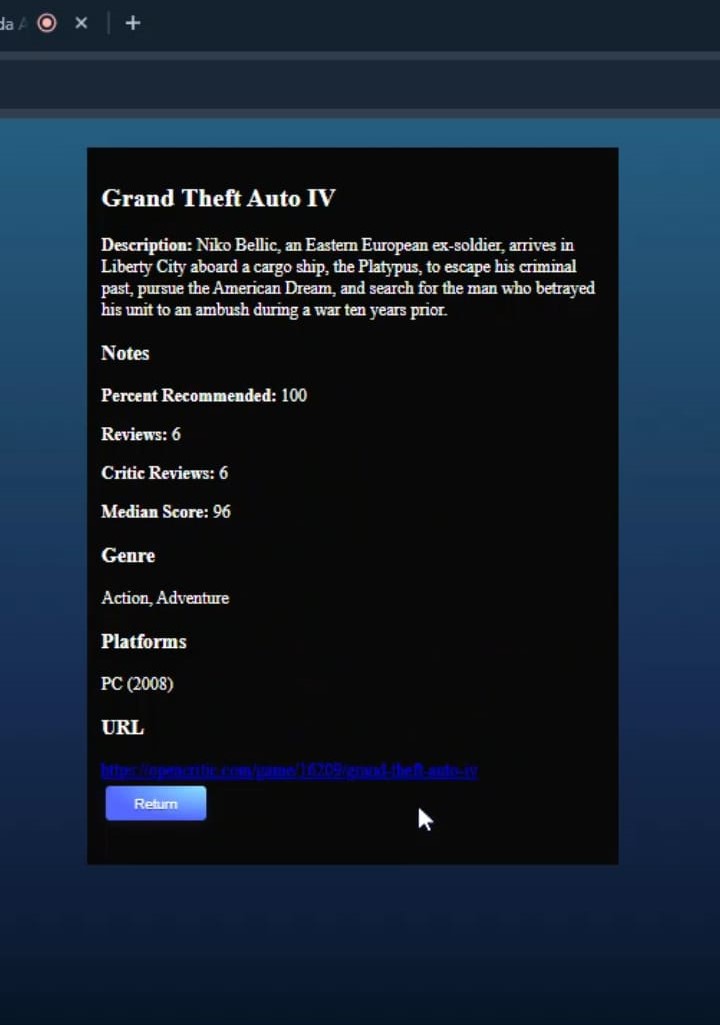 da A
Grand Theft Auto IV
Description: Niko Bellic, an Eastern European ex-soldier, arrives in
Liberty City aboard a cargo ship, the Platypus, to escape his criminal
past, pursue the American Dream, and search for the man who betrayed
his unit to an ambush during a war ten years prior.
Notes
Percent Recommended: 100
Reviews: 6
Critic Reviews: 6
Median Score: 96
Genre
Action, Adventure
Platforms
PC (2008)
URL
https://opencritic.com/game/16209/grand-theft-auto-iv
Return